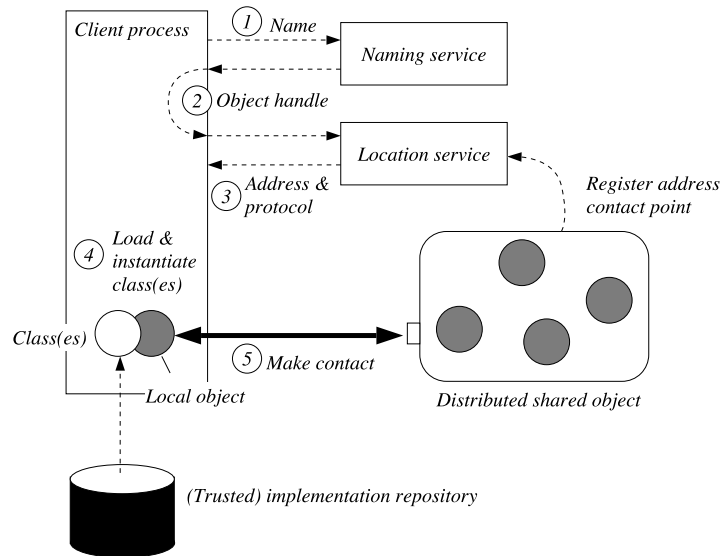 Client process
1 Name
Naming service
2 Object handle
Location service
3 Address &
protocol
Register address
contact point
4 Load &
instantiate
class(es)
Class(es)
5 Make contact
Local object
Distributed shared object
(Trusted) implementation repository